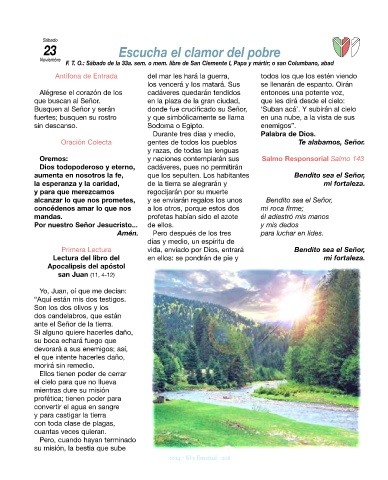 Sábado
23
Noviembre
Escucha el clamor del pobre
F. T. O.: Sábado de la 33a. sem. o mem. libre de San Clemente I, Papa y mártir; o san Columbano, abad
Antífona de Entrada
Alégrese el corazón de los
que buscan al Señor.
Busquen al Señor y serán
fuertes; busquen su rostro
sin descanso.
Oración Colecta
Oremos:
Dios todopoderoso y eterno,
aumenta en nosotros la fe,
la esperanza y la caridad,
y para que merezcamos
alcanzar lo que nos prometes,
concédenos amar lo que nos
mandas.
Por nuestro Señor Jesucristo...
Amén.
Primera Lectura
Lectura del libro del
Apocalipsis del apóstol
san Juan (11, 4-12)
Yo, Juan, oí que me decían:
“Aquí están mis dos testigos.
Son los dos olivos y los
dos candelabros, que están
ante el Señor de la tierra.
Si alguno quiere hacerles daño,
su boca echará fuego que
devorará a sus enemigos; así,
el que intente hacerles daño,
morirá sin remedio.
Ellos tienen poder de cerrar
el cielo para que no llueva
mientras dure su misión
profética; tienen poder para
convertir el agua en sangre
y para castigar la tierra
con toda clase de plagas,
cuantas veces quieran.
Pero, cuando hayan terminado
su misión, la bestia que sube
del mar les hará la guerra,
los vencerá y los matará. Sus
cadáveres quedarán tendidos
en la plaza de la gran ciudad,
donde fue crucificado su Señor,
y que simbólicamente se llama
Sodoma o Egipto.
Durante tres días y medio,
gentes de todos los pueblos
y razas, de todas las lenguas
y naciones contemplarán sus
cadáveres, pues no permitirán
que los sepulten. Los habitantes
de la tierra se alegrarán y
regocijarán por su muerte
y se enviarán regalos los unos
a los otros, porque estos dos
profetas habían sido el azote
de ellos.
Pero después de los tres
días y medio, un espíritu de
vida, enviado por Dios, entrará
en ellos: se pondrán de pie y
todos los que los estén viendo
se llenarán de espanto. Oirán
entonces una potente voz,
que les dirá desde el cielo:
‘Suban acá’. Y subirán al cielo
en una nube, a la vista de sus
enemigos”.
Palabra de Dios.
Te alabamos, Señor.
Salmo Responsorial Salmo 143
Bendito sea el Señor,
mi fortaleza.
Bendito sea el Señor,
mi roca firme;
él adiestró mis manos
y mis dedos
para luchar en lides.
Bendito sea el Señor,
mi fortaleza.